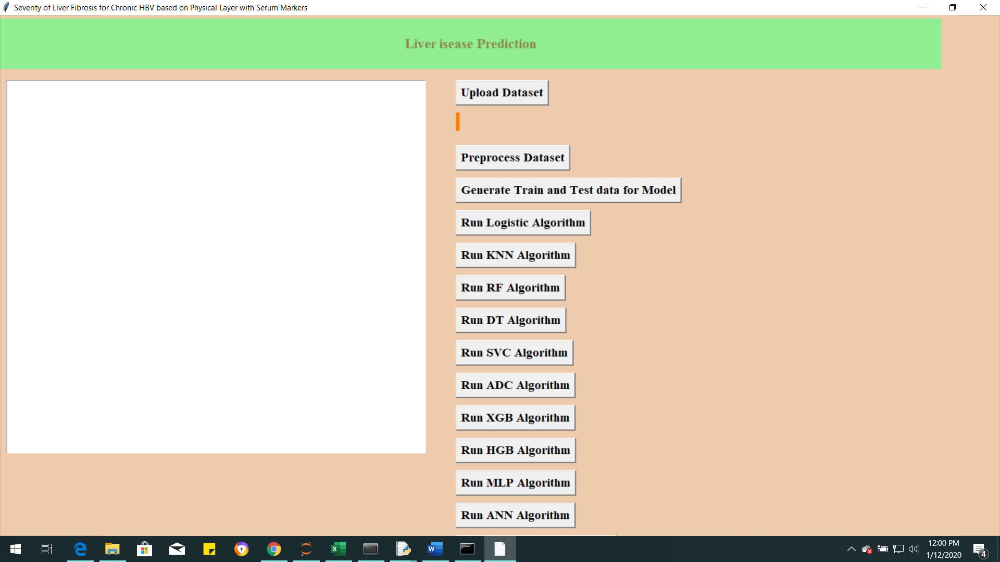 Severity of Liver Fibrosis for Chronic HBV based on Physical Layer with Serum Markers
Liver isease Prediction
Upload Dataset
Preprocess Dataset
Generate Train and Test data for Model
Run Logistic Algorithm
Run KNN Algorithm
Run RF Algorithm
Run DT Algorithm
Run SVC Algorithm
Run ADC Algorithm
Run XGB Algorithm
Run HGB Algorithm
Run MLP Algorithm
Run ANN Algorithm
12:00 PM
1/12/2020
4